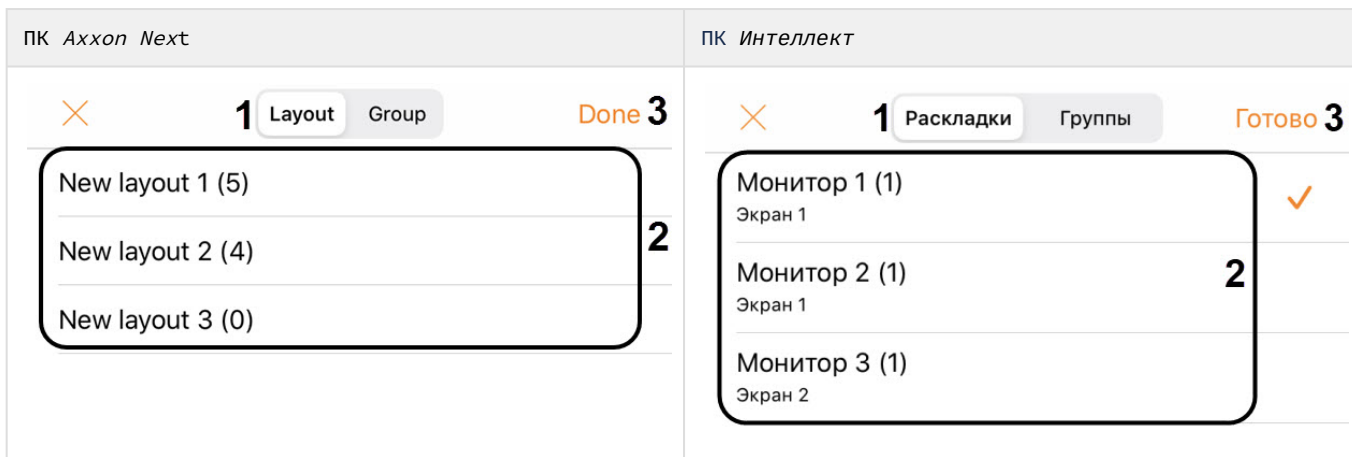 ПК Axxon Next
ПК Интеллект
1 Layout Group Done 3
New layout 1 (5)
New layout 2 (4)
2
New layout 3 (0)
1 Раскладки Группы Готово 3
Монитор 1 (1)
Экран 1
Монитор 2 (1)
2
Экран 1
Монитор 3 (1)
Экран 2